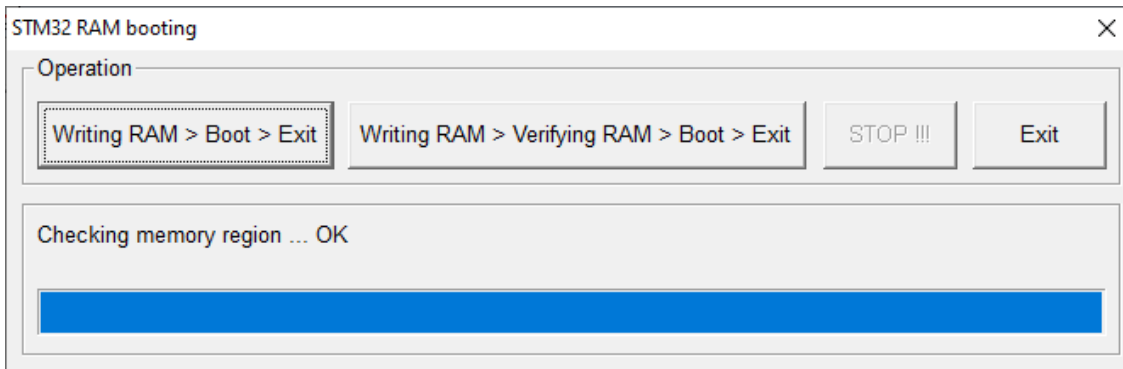 STM32 RAM booting
Operation
Writing RAM > Boot > Exit
Writing RAM > Verifying RAM > Boot > Exit
STOP !!!
Exit
Checking memory region ... OK